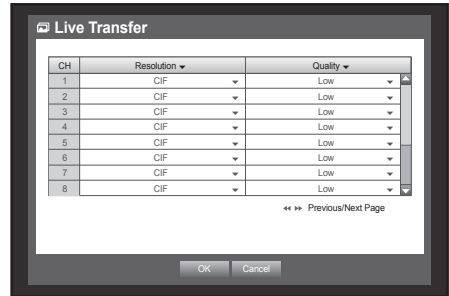 Live Transfer
CH Resolution Quality
1 CIF Low
2 CIF Low
3 CIF Low
4 CIF Low
5 CIF Low
6 CIF Low
7 CIF Low
8 CIF Low
Previous/Next Page
OK Cancel